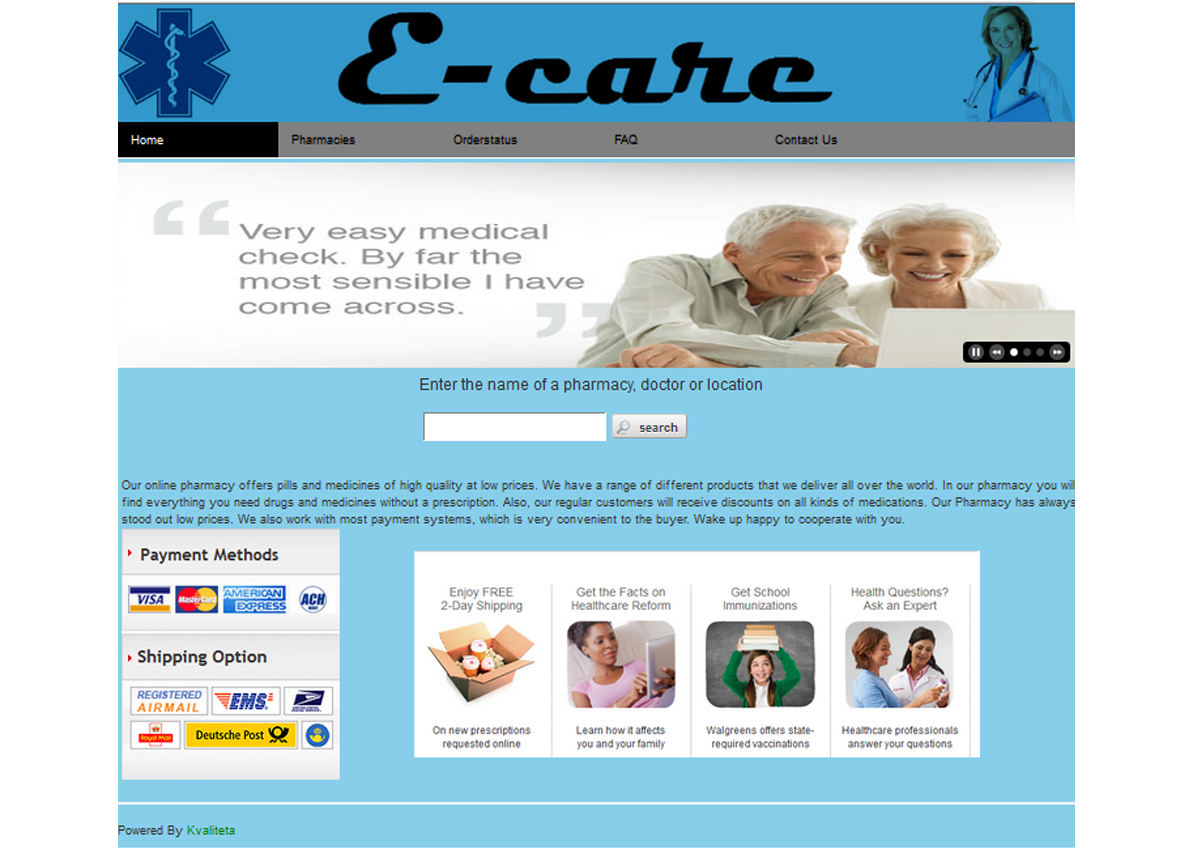 E-care
Home
Pharmacies
Orderstatus
FAQ
Contact Us
“ Very easy medical
check. By far the
most sensible I have
come across. ”
Enter the name of a pharmacy, doctor or location
search
Our online pharmacy offers pills and medicines of high quality at low prices. We have a range of different products that we deliver all over the world. In our pharmacy you wil
find everything you need drugs and medicines without a prescription. Also, our regular customers will receive discounts on all kinds of medications. Our Pharmacy has always
stood out low prices. We also work with most payment systems, which is very convenient to the buyer. Wake up happy to cooperate with you.
Payment Methods
VISA
MasterCard
AMERICAN
EXPRESS
ACH
Shipping Option
REGISTERED
AIRMAIL
EMS
Royal Mail
Deutsche Post
Enjoy FREE
2-Day Shipping
On new prescriptions
requested online
Get the Facts on
Healthcare Reform
Learn how it affects
you and your family
Get School
Immunizations
Walgreens offers state-
required vaccinations
Health Questions?
Ask an Expert
Healthcare professionals
answer your questions
Powered By Kvaliteta